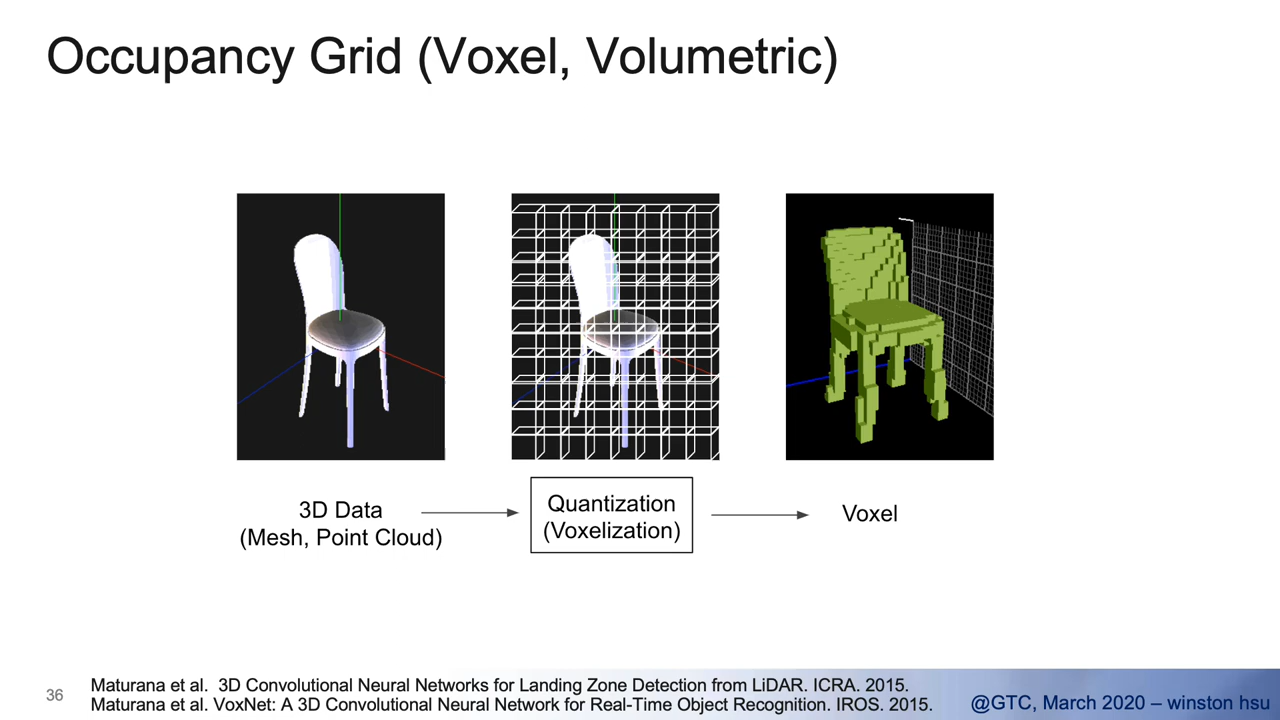 Occupancy Grid (Voxel, Volumetric)
3D Data
(Mesh, Point Cloud)
Quantization
(Voxelization)
Voxel
36
Maturana et al. 3D Convolutional Neural Networks for Landing Zone Detection from LiDAR. ICRA. 2015.
Maturana et al. VoxNet: A 3D Convolutional Neural Network for Real-Time Object Recognition. IROS. 2015.
@GTC, March 2020 – winston hsu